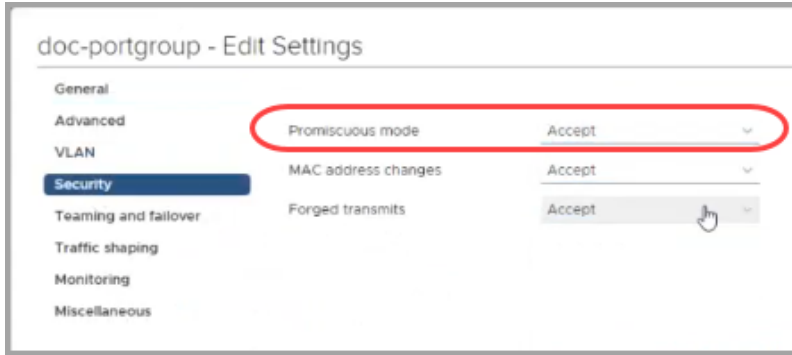 doc-portgroup - Edit Settings
General
Advanced
VLAN
Security
Teaming and failover
Traffic shaping
Monitoring
Miscellaneous
Promiscuous mode Accept
MAC address changes Accept
Forged transmits Accept